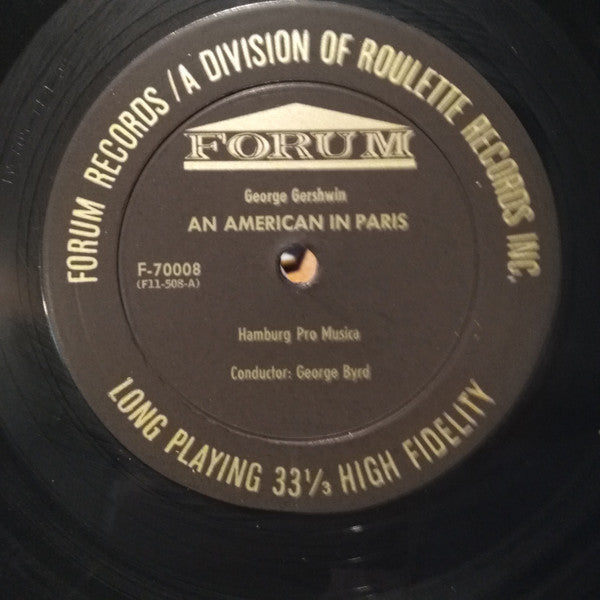 FORUM RECORDS/A DIVISION OF ROULETTE RECORDS INC.
FORUM
George Gershwin
AN AMERICAN IN PARIS
F-70008
(F11-508-A)
Hamburg Pro Musica
Conductor: George Byrd
LONG PLAYING 33⅓ HIGH FIDELITY